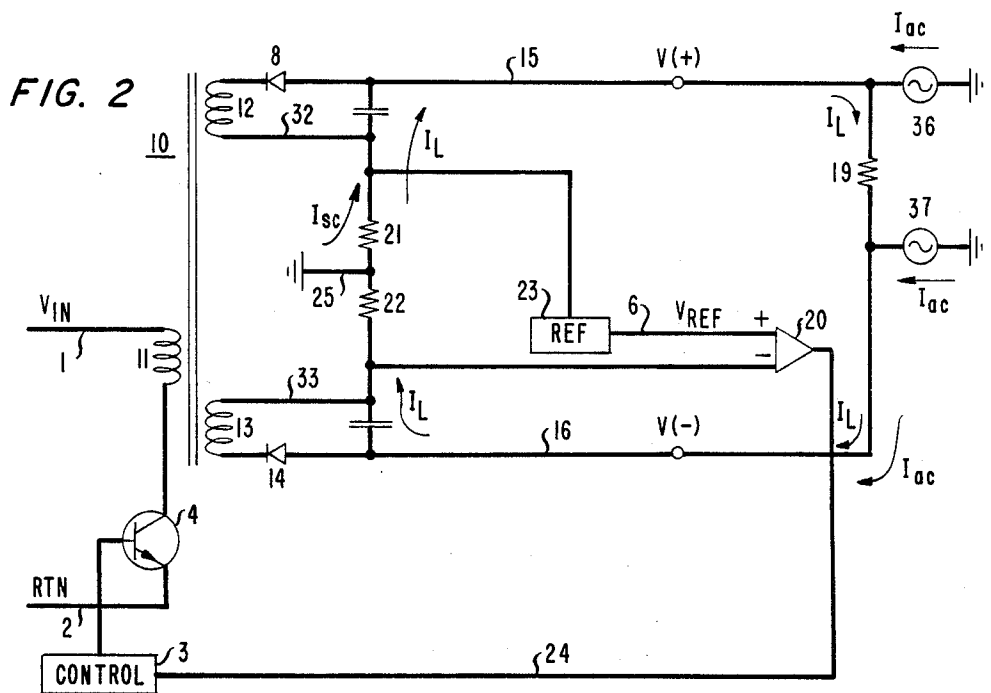 FIG. 2
10
8
12
32
15
V(+)
Iac
36
IL
19
IL
Isc
21
25
22
37
Iac
23
REF
6
VREF
+
−
20
VIN
1
11
33
13
14
IL
16
V(−)
IL
Iac
4
RTN
2
3
CONTROL
24